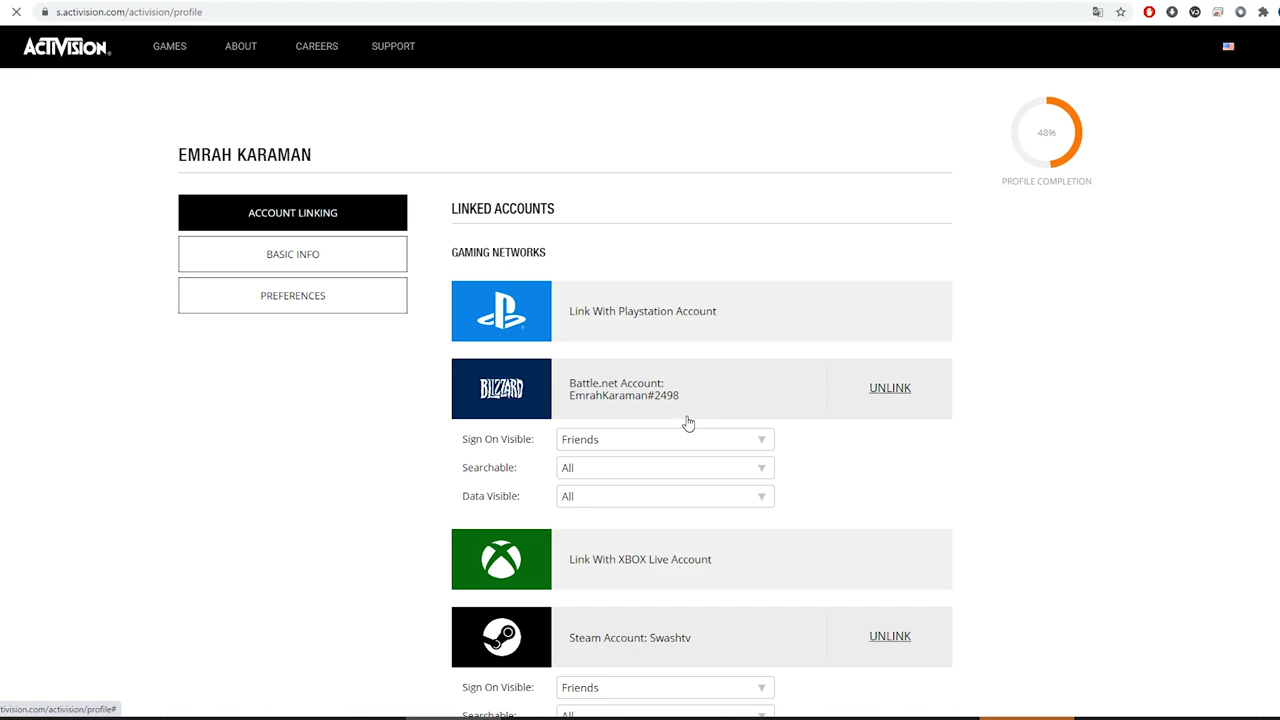 s.activision.com/activision/profile
ACTIVISION
GAMES
ABOUT
CAREERS
SUPPORT
48%
PROFILE COMPLETION
EMRAH KARAMAN
ACCOUNT LINKING
BASIC INFO
PREFERENCES
LINKED ACCOUNTS
GAMING NETWORKS
Link With Playstation Account
BLIZZARD
Battle.net Account:
EmrahKaraman#2498
UNLINK
Sign On Visible: Friends
Searchable: All
Data Visible: All
Link With XBOX Live Account
Steam Account: Swashtv
UNLINK
Sign On Visible: Friends
Searchable: All
tivision.com/activision/profile#